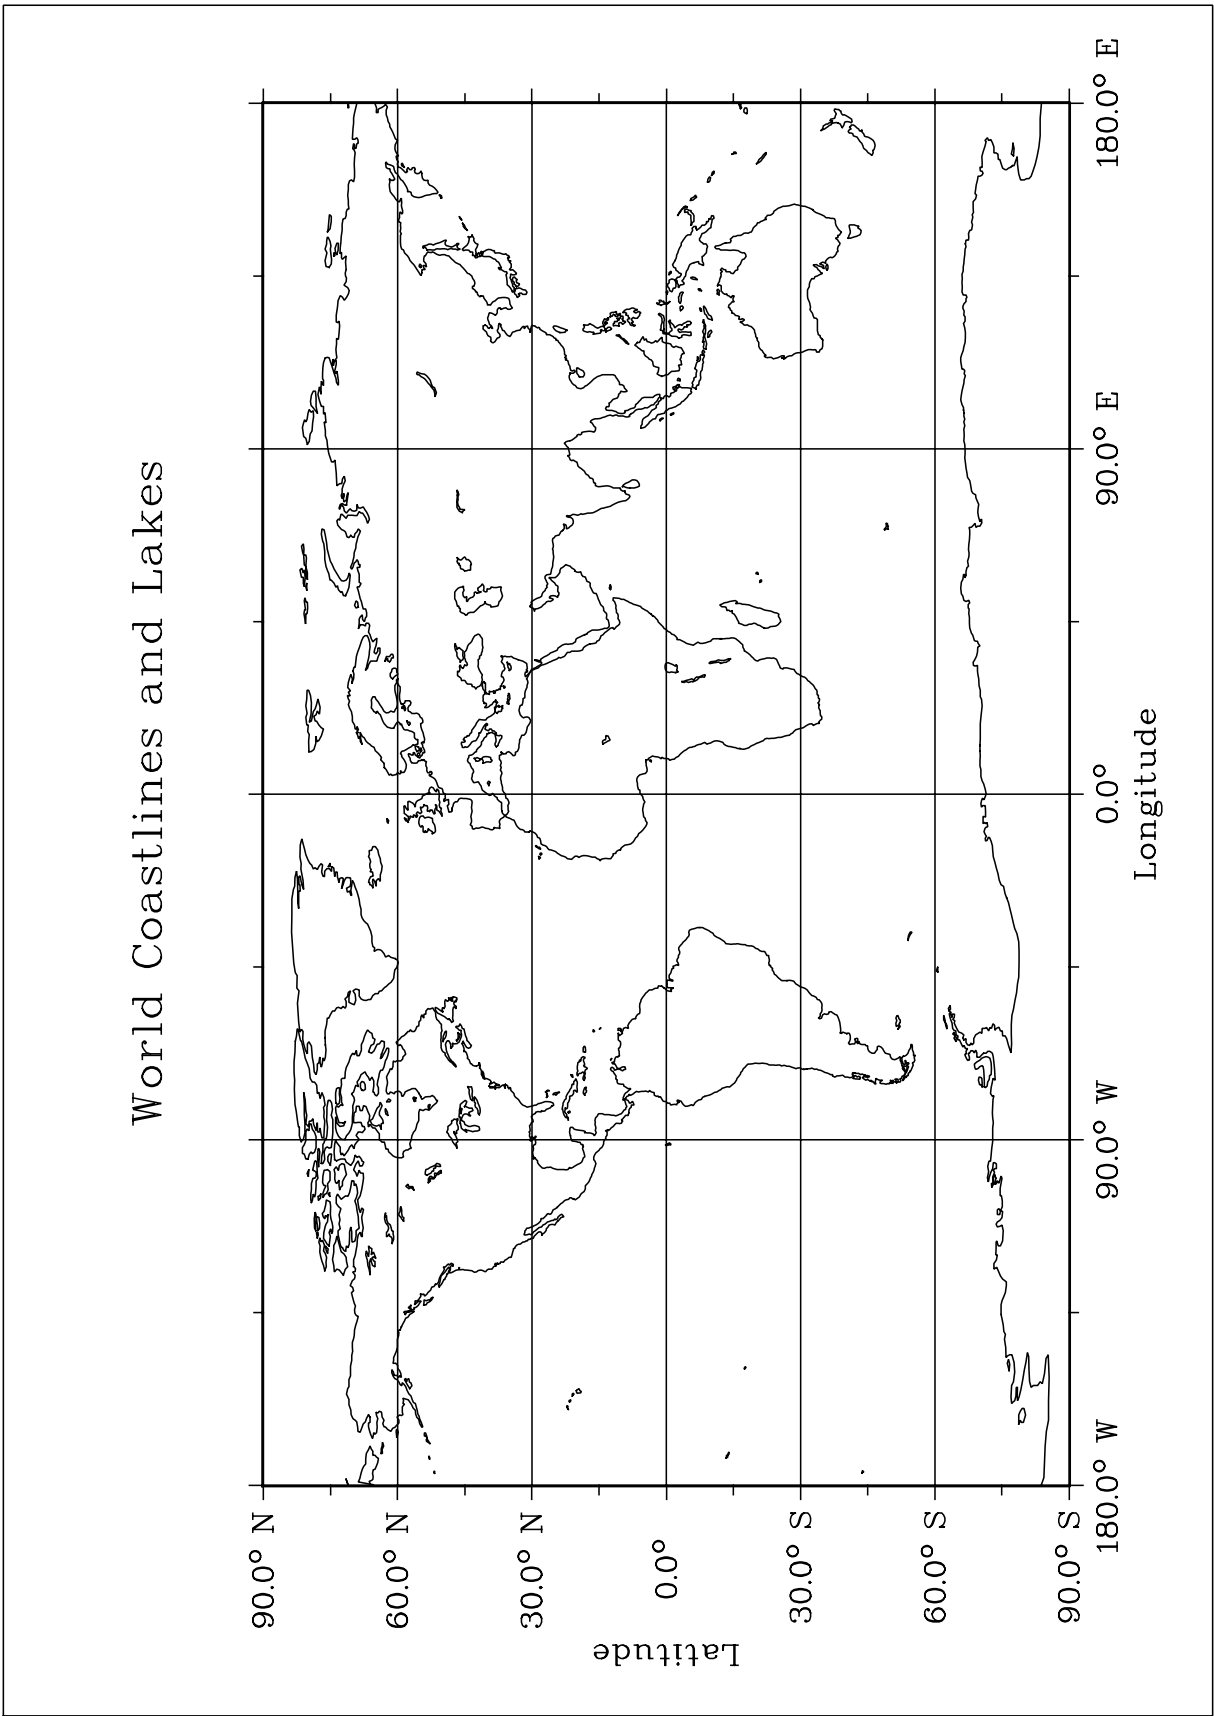 World Coastlines and Lakes
90.0° N
60.0° N
30.0° N
0.0°
30.0° S
60.0° S
90.0° S
Latitude
180.0° W
90.0° W
0.0°
90.0° E
180.0° E
Longitude